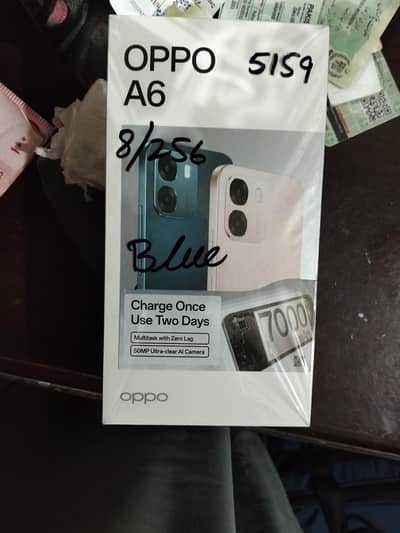 OPPO
A6
5159
8/256
Blue
Charge Once
Use Two Days
Multitask with Zero Lag
50MP Ultra-clear AI Camera
7000
oppo